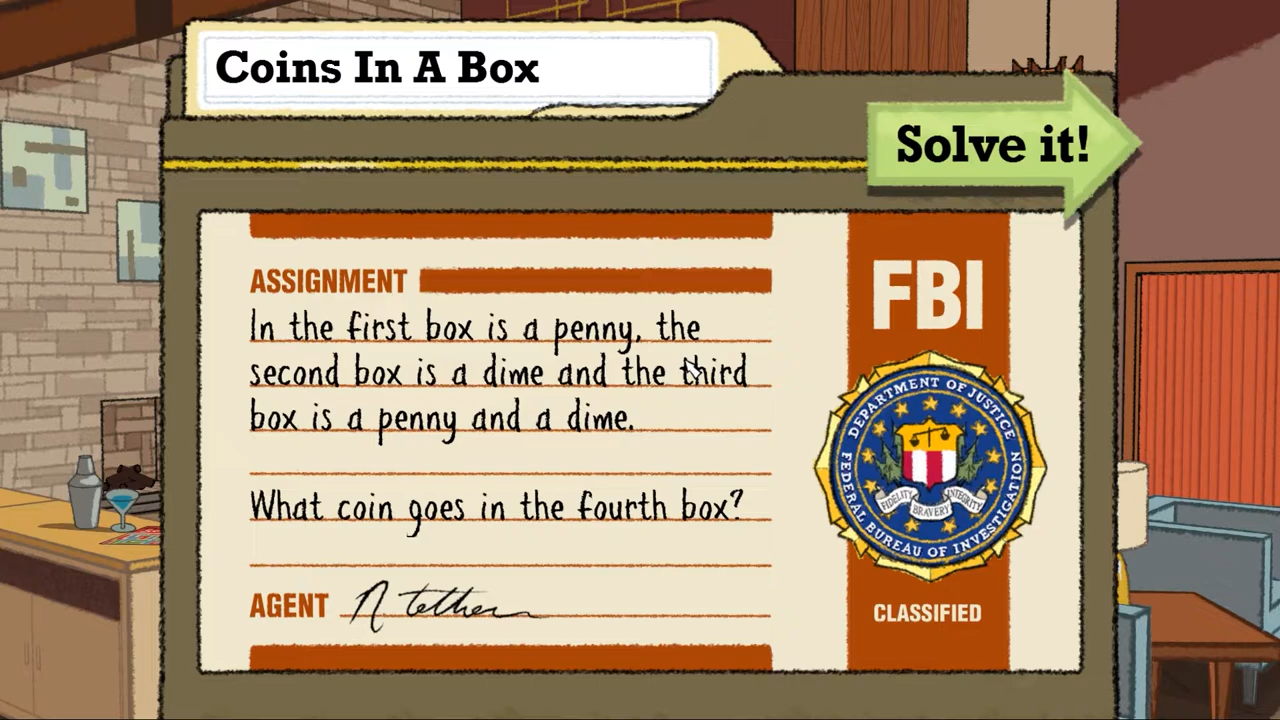 Coins In A Box
Solve it!
ASSIGNMENT
In the first box is a penny, the
second box is a dime and the third
box is a penny and a dime.
What coin goes in the fourth box?
AGENT N tether
FBI
DEPARTMENT OF JUSTICE
FIDELITY BRAVERY INTEGRITY
FEDERAL BUREAU OF INVESTIGATION
CLASSIFIED